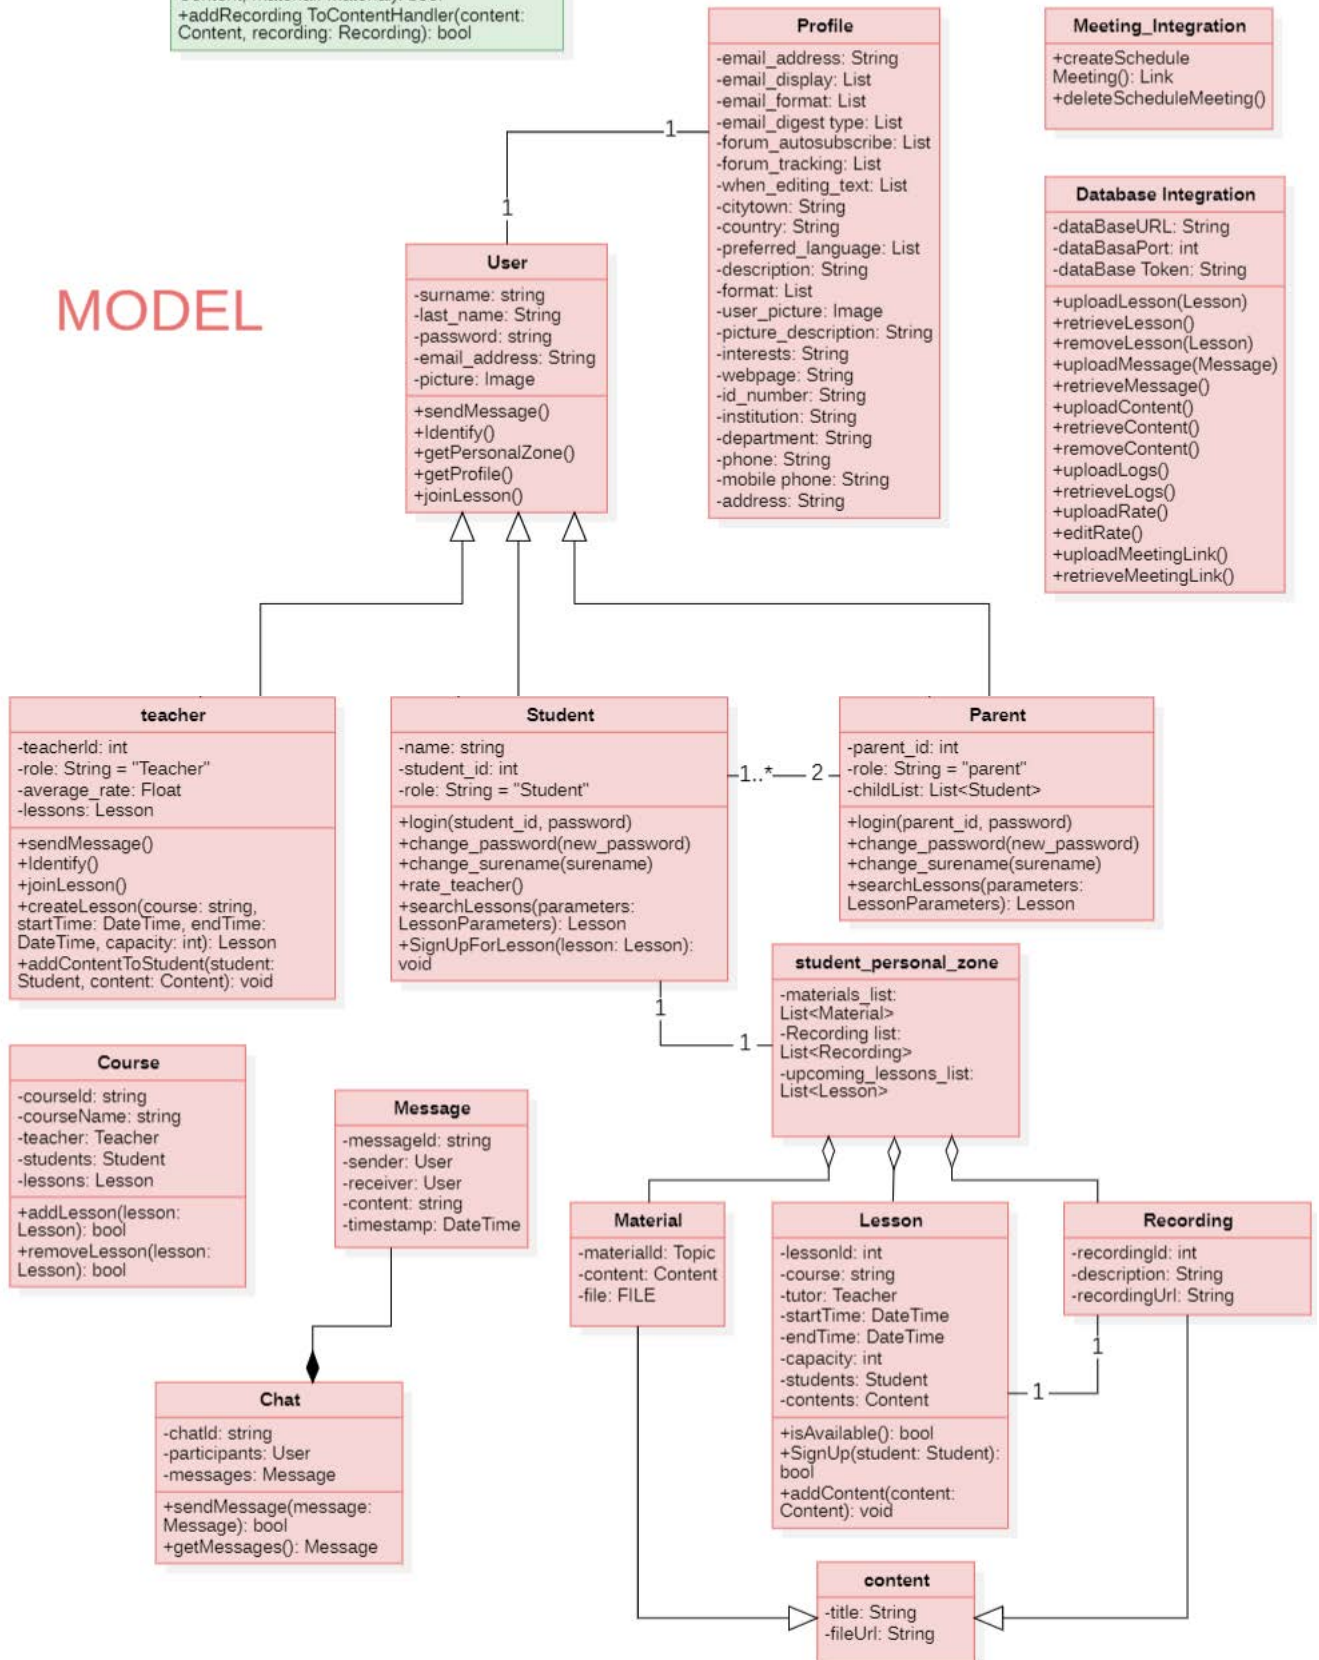 +addRecording ToContentHandler(content:
Content, recording: Recording): bool
Profile
-email_address: String
-email_display: List
-email_format: List
-email_digest type: List
-forum_autosubscribe: List
-forum_tracking: List
-when_editing_text: List
-citytown: String
-country: String
-preferred_language: List
-description: String
-format: List
-user_picture: Image
-picture_description: String
-interests: String
-webpage: String
-id_number: String
-institution: String
-department: String
-phone: String
-mobile phone: String
-address: String
Meeting_Integration
+createSchedule
Meeting(): Link
+deleteScheduleMeeting()
Database Integration
-dataBaseURL: String
-dataBasaPort: int
-dataBase Token: String
+uploadLesson(Lesson)
+retrieveLesson()
+removeLesson(Lesson)
+uploadMessage(Message)
+retrieveMessage()
+uploadContent()
+retrieveContent()
+removeContent()
+uploadLogs()
+retrieveLogs()
+uploadRate()
+editRate()
+uploadMeetingLink()
+retrieveMeetingLink()
1
1
MODEL
User
-surname: string
-last_name: String
-password: string
-email_address: String
-picture: Image
+sendMessage()
+Identify()
+getPersonalZone()
+getProfile()
+joinLesson()
teacher
-teacherId: int
-role: String = "Teacher"
-average_rate: Float
-lessons: Lesson
+sendMessage()
+Identify()
+joinLesson()
+createLesson(course: string,
startTime: DateTime, endTime:
DateTime, capacity: int): Lesson
+addContentToStudent(student:
Student, content: Content): void
Student
-name: string
-student_id: int
-role: String = "Student"
+login(student_id, password)
+change_password(new_password)
+change_surename(surename)
+rate_teacher()
+searchLessons(parameters:
LessonParameters): Lesson
+SignUpForLesson(lesson: Lesson):
void
1..*
2
Parent
-parent_id: int
-role: String = "parent"
-childList: List<Student>
+login(parent_id, password)
+change_password(new_password)
+change_surename(surename)
+searchLessons(parameters:
LessonParameters): Lesson
1
1
student_personal_zone
-materials_list:
List<Material>
-Recording list:
List<Recording>
-upcoming_lessons_list:
List<Lesson>
Course
-courseId: string
-courseName: string
-teacher: Teacher
-students: Student
-lessons: Lesson
+addLesson(lesson:
Lesson): bool
+removeLesson(lesson:
Lesson): bool
Message
-messageId: string
-sender: User
-receiver: User
-content: string
-timestamp: DateTime
Material
-materialId: Topic
-content: Content
-file: FILE
Lesson
-lessonId: int
-course: string
-tutor: Teacher
-startTime: DateTime
-endTime: DateTime
-capacity: int
-students: Student
-contents: Content
+isAvailable(): bool
+SignUp(student: Student):
bool
+addContent(content:
Content): void
Recording
-recordingId: int
-description: String
-recordingUrl: String
1
1
Chat
-chatId: string
-participants: User
-messages: Message
+sendMessage(message:
Message): bool
+getMessages(): Message
content
-title: String
-fileUrl: String